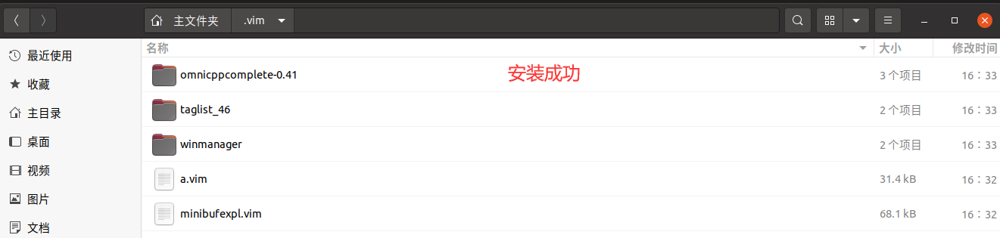 主文件夹 .vim
最近使用
收藏
主目录
桌面
视频
图片
文档
名称 大小 修改时间
安装成功
omnicppcomplete-0.41 3 个项目 16：33
taglist_46 2 个项目 16：33
winmanager 2 个项目 16：33
a.vim 31.4 kB 16：32
minibufexpl.vim 68.1 kB 16：32